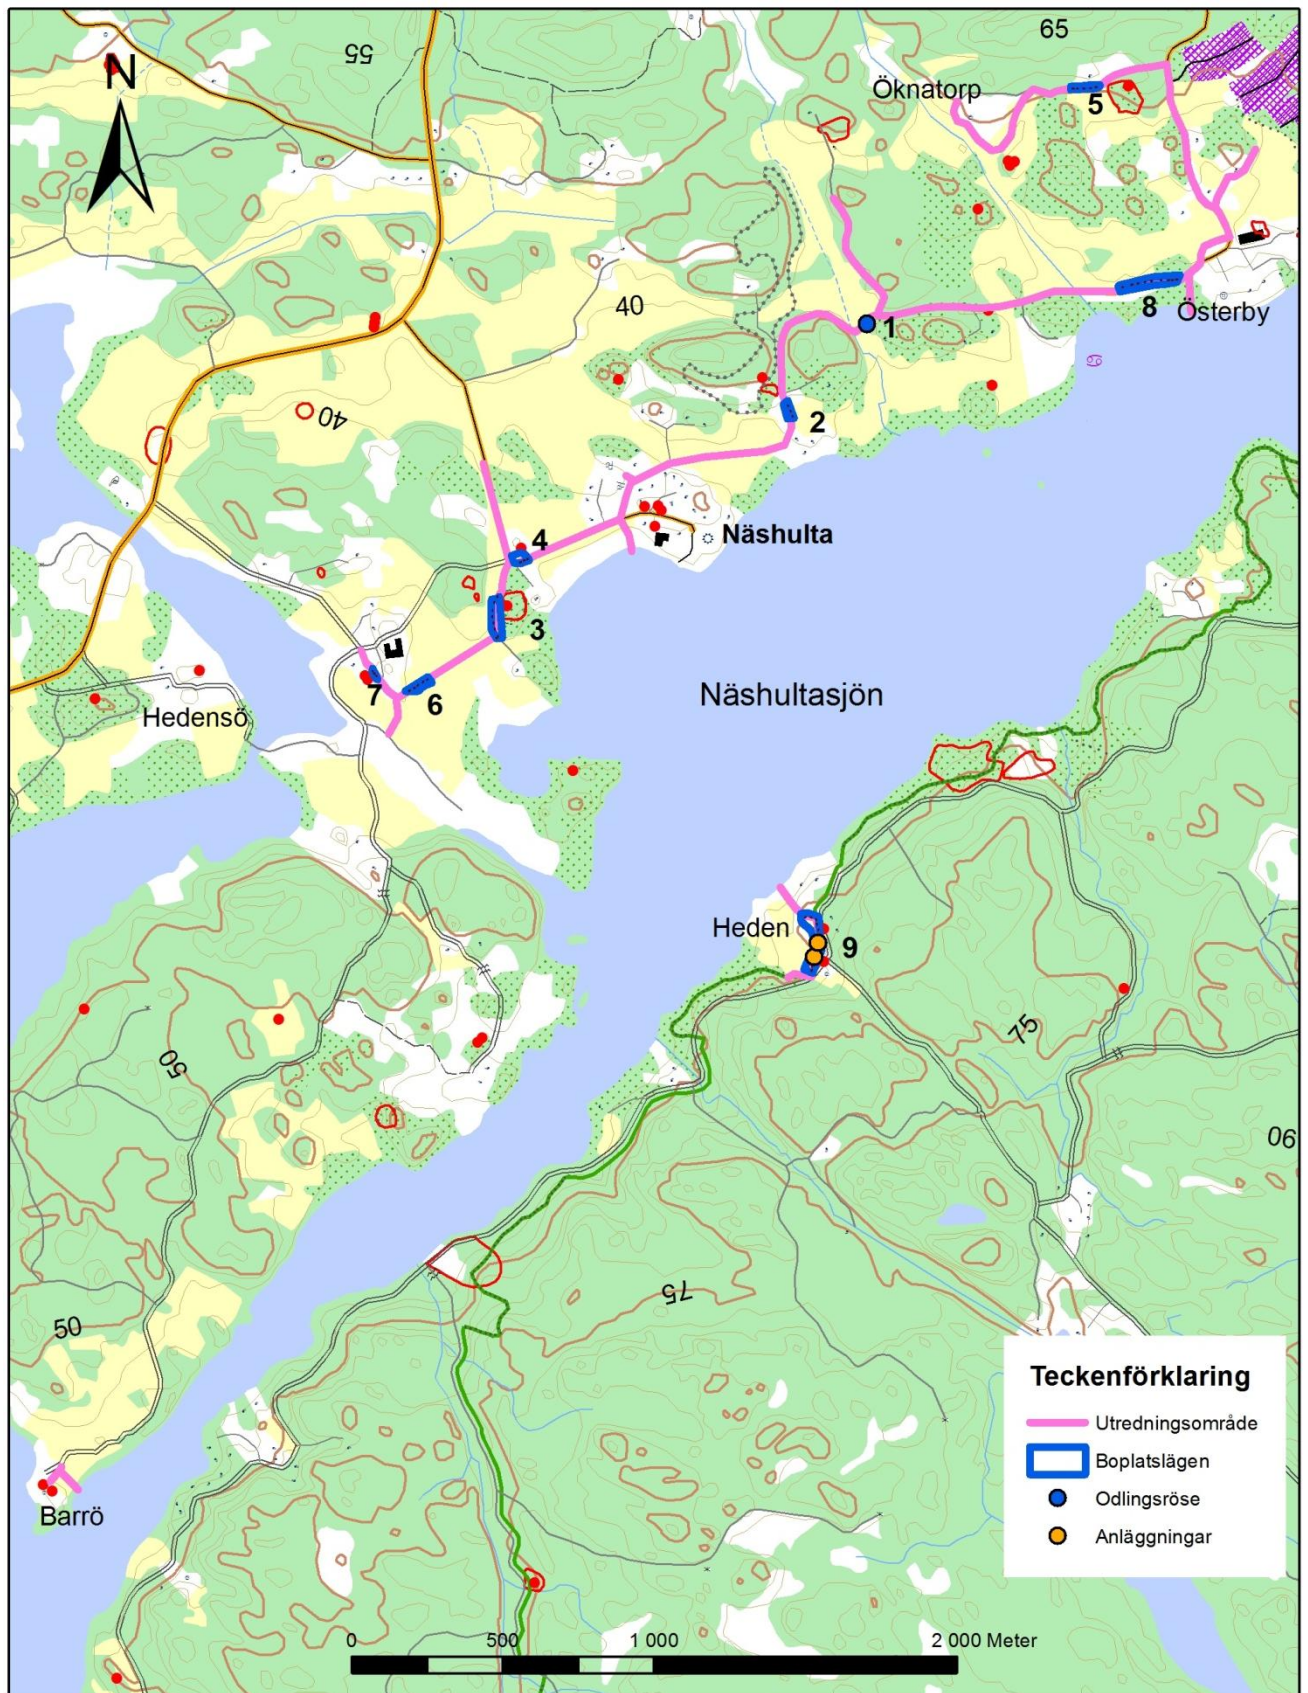 N
55
65
Öknatorp
5
40
1
8
Österby
40
2
4
Näshulta
3
7
6
Hedensö
Näshultasjön
Heden
9
50
75
90
75
50
Barrö
Teckenförklaring
Utredningsområde
Boplatslägen
Odlingsröse
Anläggningar
0 500 1 000 2 000 Meter